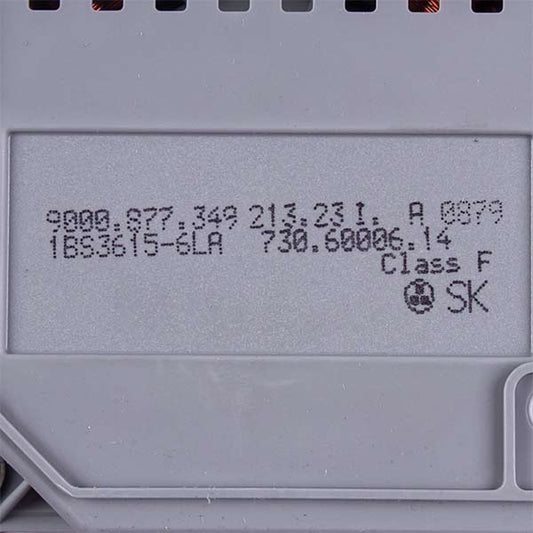 9000.877.349 213.23 I. A 0879
1BS3615-6LA 730.60006.14
Class F
SK